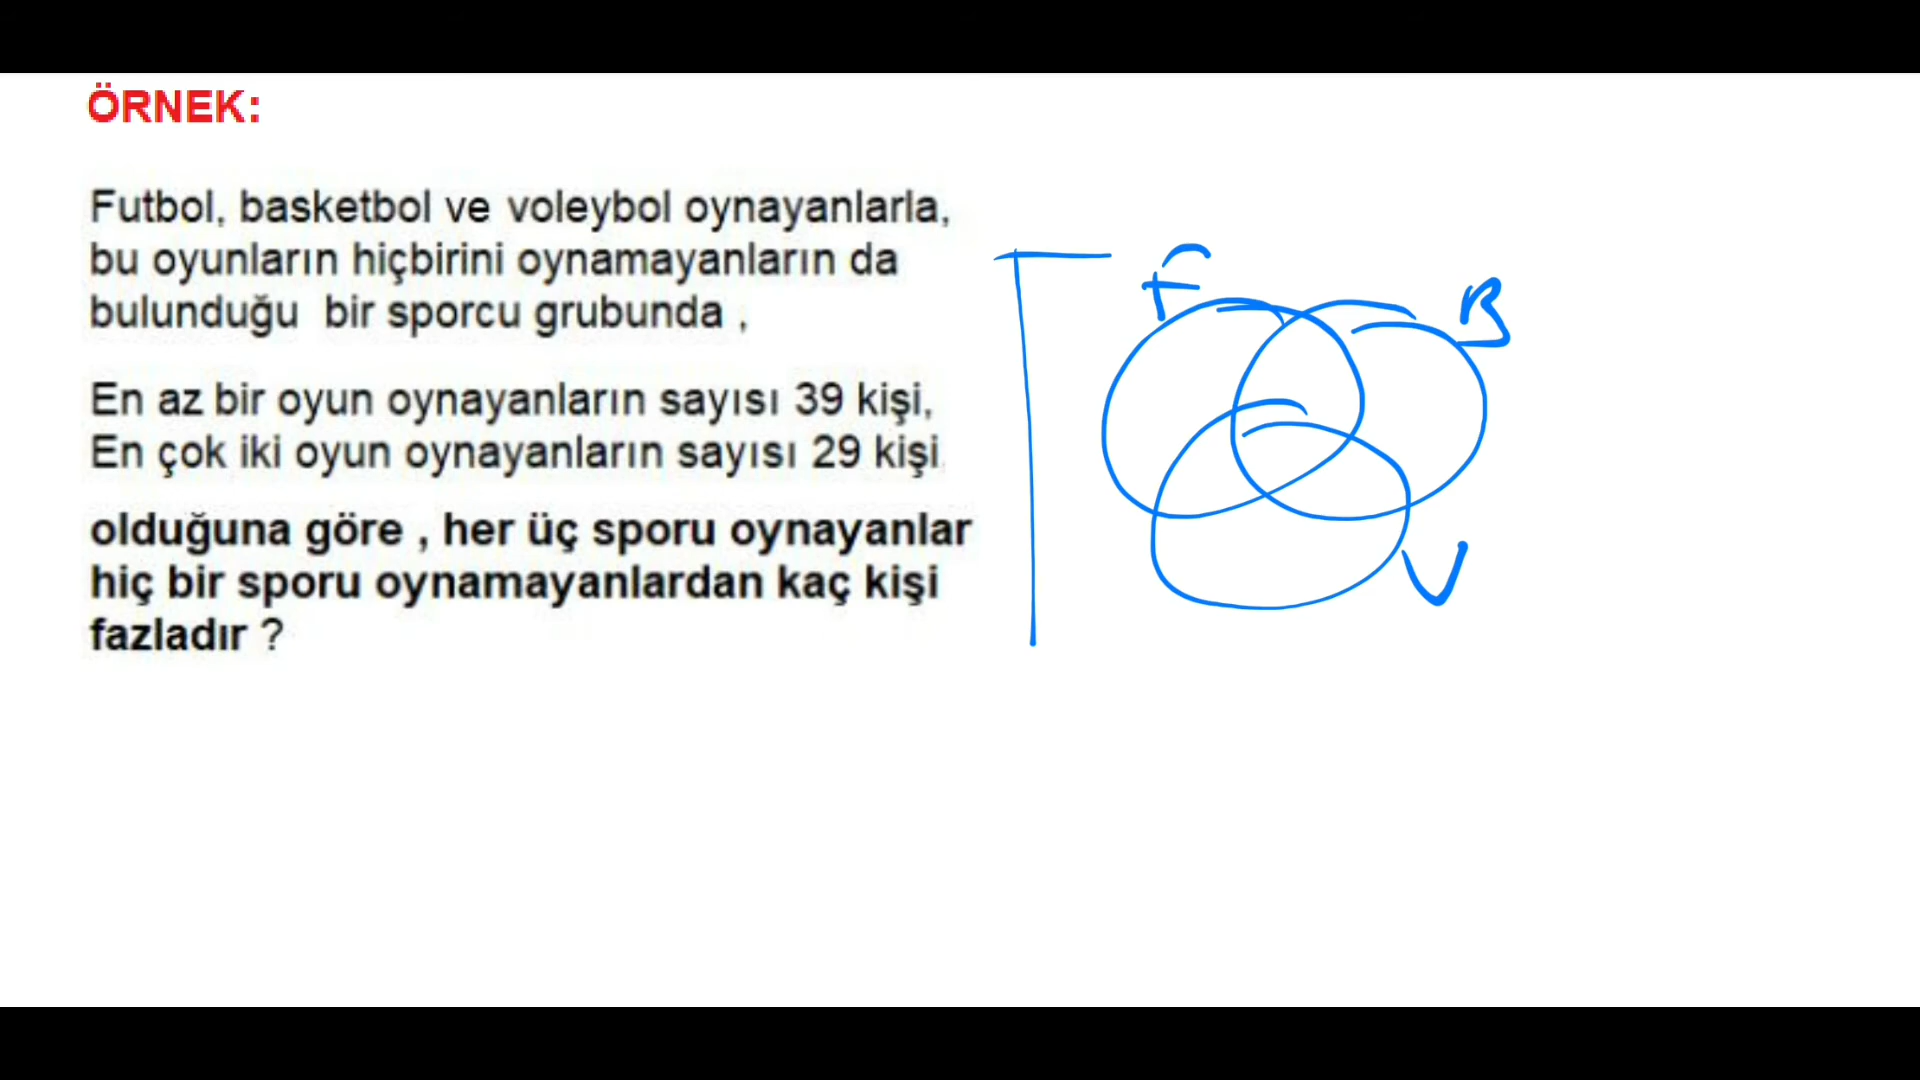 ÖRNEK:
Futbol, basketbol ve voleybol oynayanlarla,
bu oyunların hiçbirini oynamayanların da
bulunduğu bir sporcu grubunda ,
En az bir oyun oynayanların sayısı 39 kişi,
En çok iki oyun oynayanların sayısı 29 kişi
olduğuna göre , her üç sporu oynayanlar
hiç bir sporu oynamayanlardan kaç kişi
fazladır ?
F
B
V